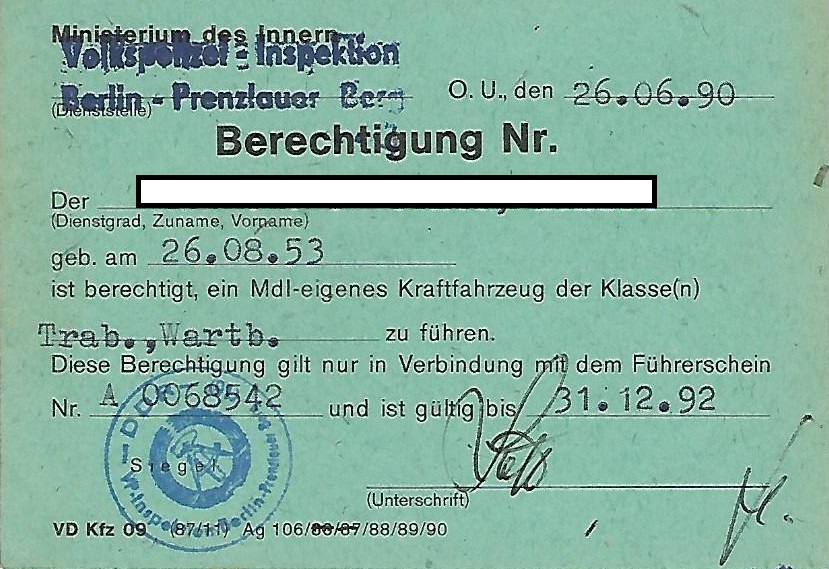 Ministerium des Innern
Volkspolizei-Inspektion
Berlin - Prenzlauer Berg
(Dienststelle)
O. U., den 26.06.90
Berechtigung Nr.
Der
(Dienstgrad, Zuname, Vorname)
geb. am 26.08.53
ist berechtigt, ein MdI-eigenes Kraftfahrzeug der Klasse(n)
Trab.,Wartb. zu führen.
Diese Berechtigung gilt nur in Verbindung mit dem Führerschein
Nr. A 0068542 und ist gültig bis 31.12.92
Siegel
(Unterschrift)
VD Kfz 09 (87/11) Ag 106/86/87/88/89/90